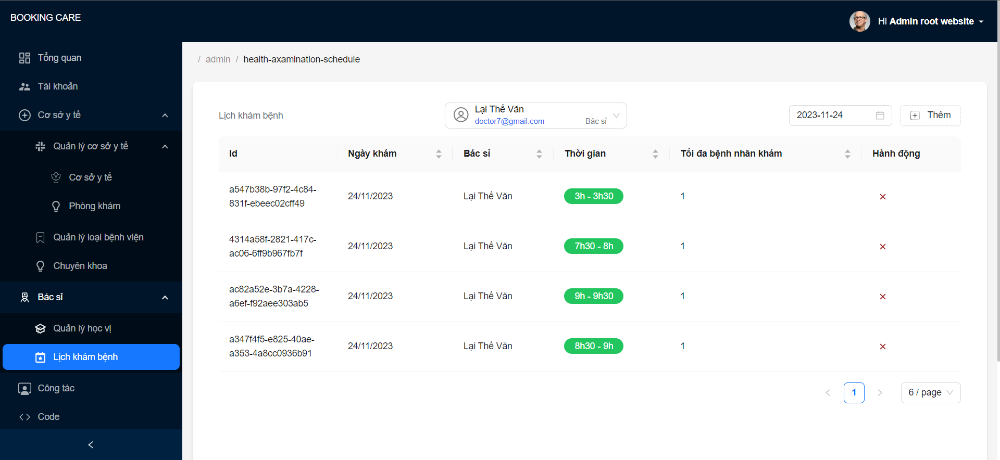 BOOKING CARE
Hi Admin root website
Tổng quan
Tài khoản
Cơ sở y tế
Quản lý cơ sở y tế
Cơ sở y tế
Phòng khám
Quản lý loại bệnh viện
Chuyên khoa
Bác sĩ
Quản lý học vị
Lịch khám bệnh
Công tác
Code
/ admin / health-axamination-schedule
Lịch khám bệnh
Lại Thế Văn
doctor7@gmail.com Bác sĩ
2023-11-24
Thêm
Id Ngày khám Bác sĩ Thời gian Tối đa bệnh nhân khám Hành động
a547b38b-97f2-4c84-
831f-ebeec02cff49
24/11/2023 Lại Thế Văn 3h - 3h30 1
4314a58f-2821-417c-
ac06-6ff9b967fb7f
24/11/2023 Lại Thế Văn 7h30 - 8h 1
ac82a52e-3b7a-4228-
a6ef-f92aee303ab5
24/11/2023 Lại Thế Văn 9h - 9h30 1
a347f4f5-e825-40ae-
a353-4a8cc0936b91
24/11/2023 Lại Thế Văn 8h30 - 9h 1
1
6 / page